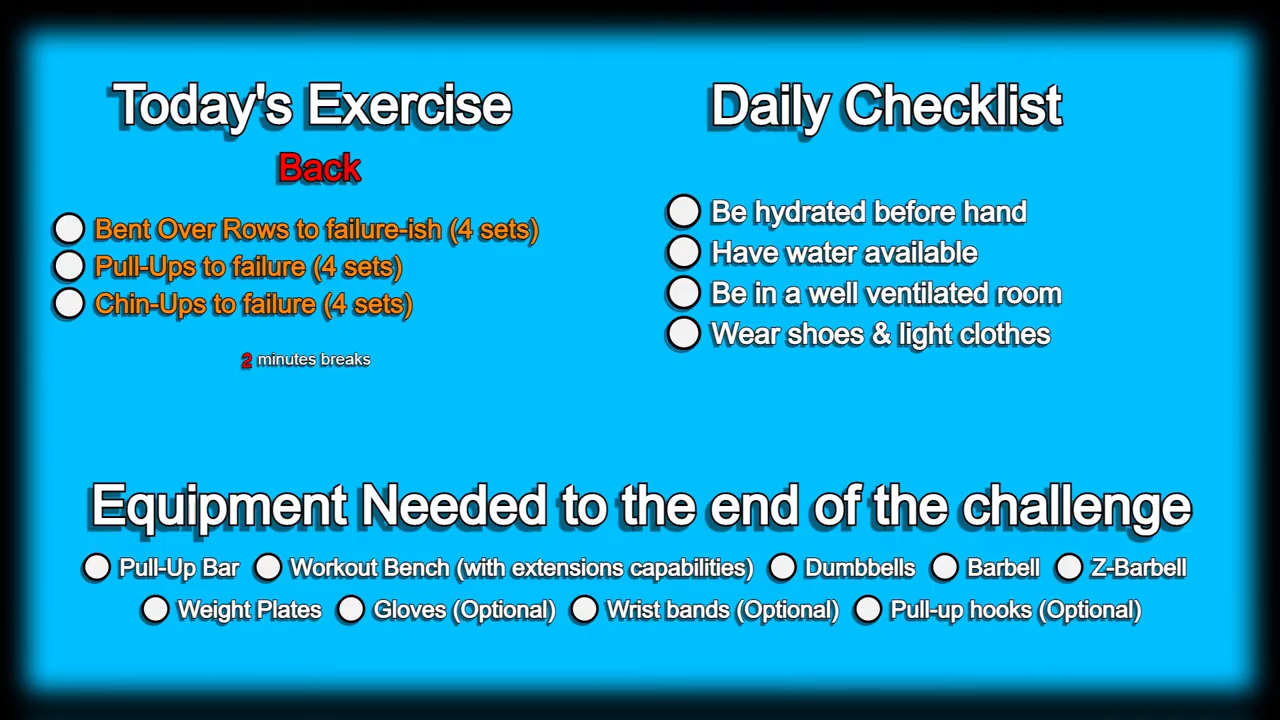 Today's Exercise
Back
Bent Over Rows to failure-ish (4 sets)
Pull-Ups to failure (4 sets)
Chin-Ups to failure (4 sets)
2 minutes breaks
Daily Checklist
Be hydrated before hand
Have water available
Be in a well ventilated room
Wear shoes & light clothes
Equipment Needed to the end of the challenge
Pull-Up Bar Workout Bench (with extensions capabilities) Dumbbells Barbell Z-Barbell
Weight Plates Gloves (Optional) Wrist bands (Optional) Pull-up hooks (Optional)